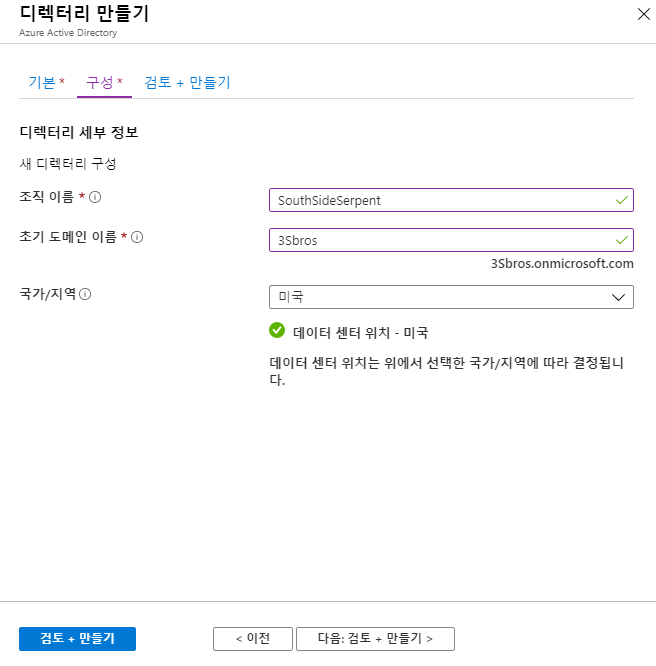 디렉터리 만들기
Azure Active Directory
기본 * 구성 * 검토 + 만들기
디렉터리 세부 정보
새 디렉터리 구성
조직 이름 * SouthSideSerpent
초기 도메인 이름 * 3Sbros
3Sbros.onmicrosoft.com
국가/지역 미국
데이터 센터 위치 - 미국
데이터 센터 위치는 위에서 선택한 국가/지역에 따라 결정됩니
다.
검토 + 만들기 < 이전 다음: 검토 + 만들기 >